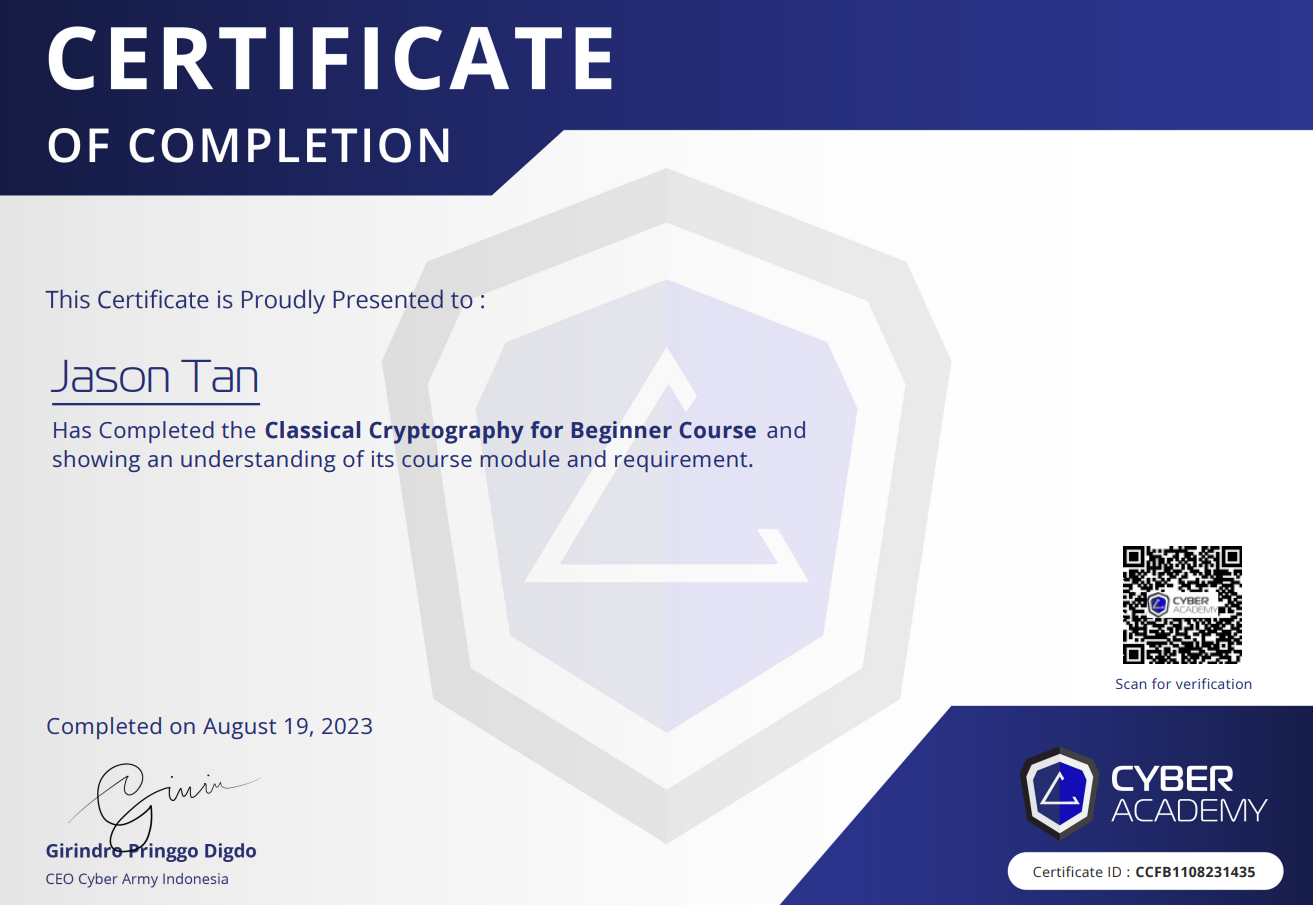 CERTIFICATE
OF COMPLETION
This Certificate is Proudly Presented to :
Jason Tan
Has Completed the Classical Cryptography for Beginner Course and
showing an understanding of its course module and requirement.
CYBER
ACADEMY
Scan for verification
Completed on August 19, 2023
Girindro Pringgo Digdo
CEO Cyber Army Indonesia
CYBER
ACADEMY
Certificate ID : CCFB1108231435